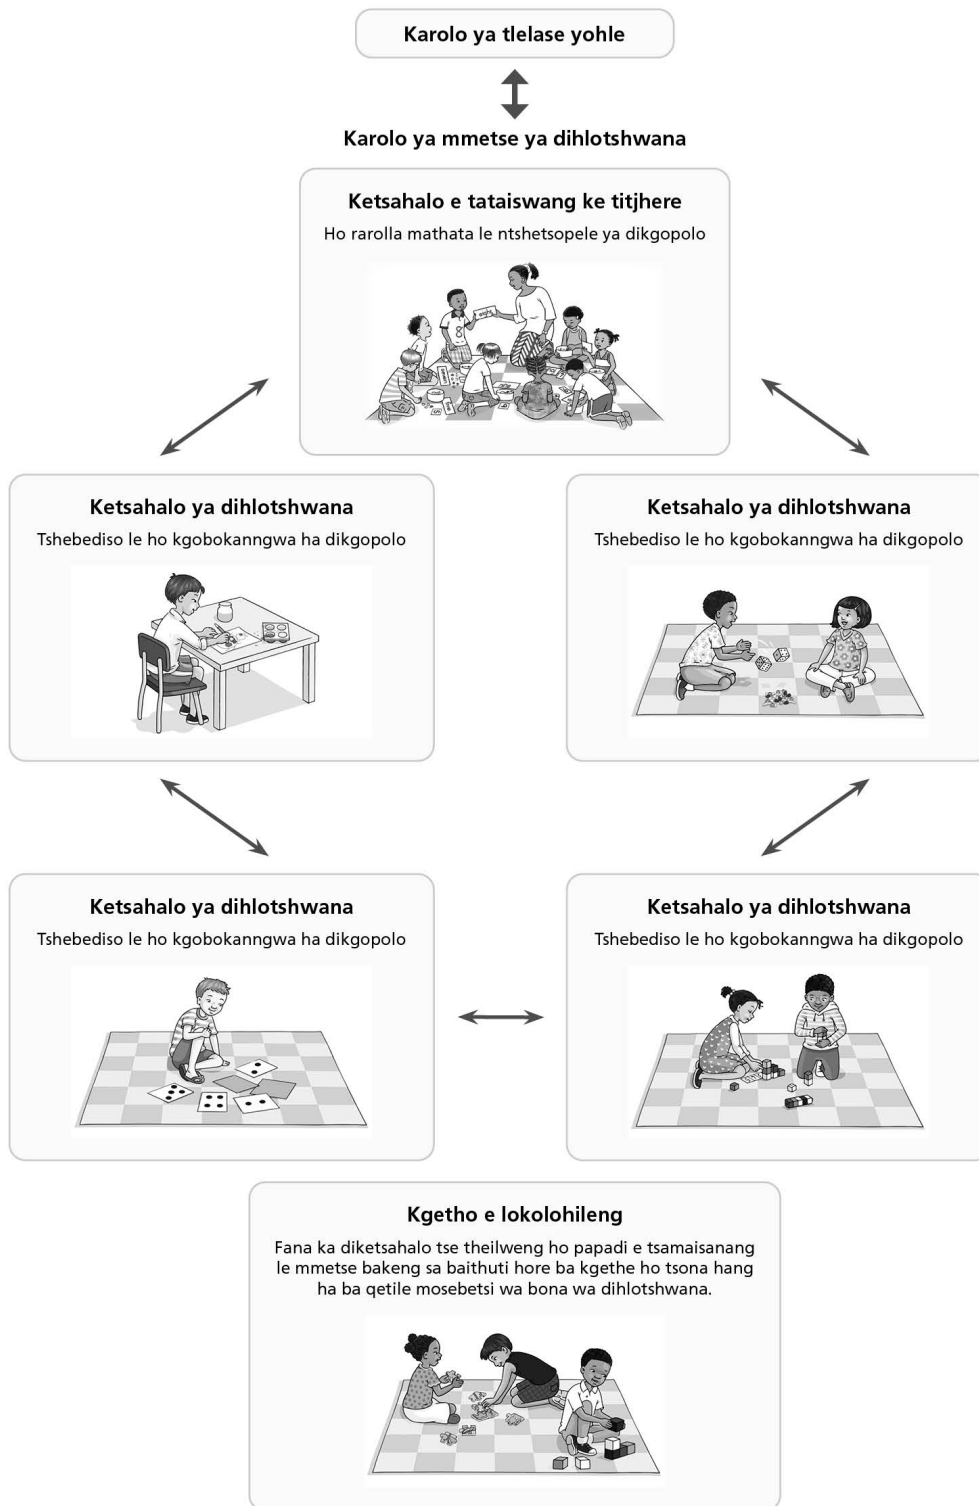 Karolo ya tlelase yohle
Karolo ya mmetse ya dihlotshwana
Ketsahalo e tataiswang ke titjhere
Ho rarolla mathata le ntshetsopele ya dikgopolo
Ketsahalo ya dihlotshwana
Tshebediso le ho kgobokanngwa ha dikgopolo
Ketsahalo ya dihlotshwana
Tshebediso le ho kgobokanngwa ha dikgopolo
Ketsahalo ya dihlotshwana
Tshebediso le ho kgobokanngwa ha dikgopolo
Ketsahalo ya dihlotshwana
Tshebediso le ho kgobokanngwa ha dikgopolo
Kgetho e lokolohileng
Fana ka diketsahalo tse theilweng ho papadi e tsamaisanang
le mmetse bakeng sa baithuti hore ba kgethe ho tsona hang
ha ba qetile mosebetsi wa bona wa dihlotshwana.